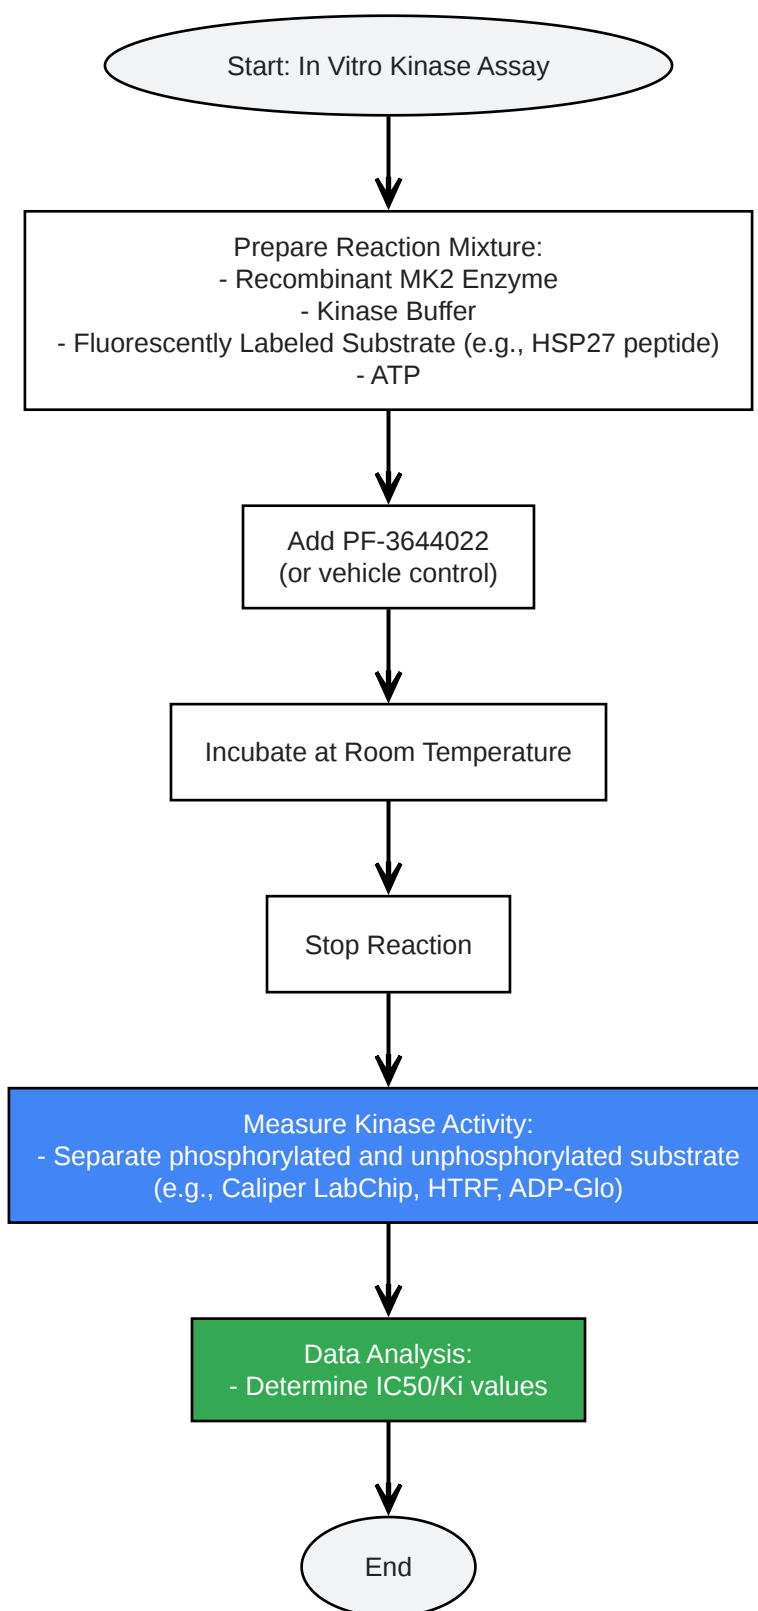 Start: In Vitro Kinase Assay
Prepare Reaction Mixture:
- Recombinant MK2 Enzyme
- Kinase Buffer
- Fluorescently Labeled Substrate (e.g., HSP27 peptide)
- ATP
Add PF-3644022
(or vehicle control)
Incubate at Room Temperature
Stop Reaction
Measure Kinase Activity:
- Separate phosphorylated and unphosphorylated substrate
(e.g., Caliper LabChip, HTRF, ADP-Glo)
Data Analysis:
- Determine IC50/Ki values
End